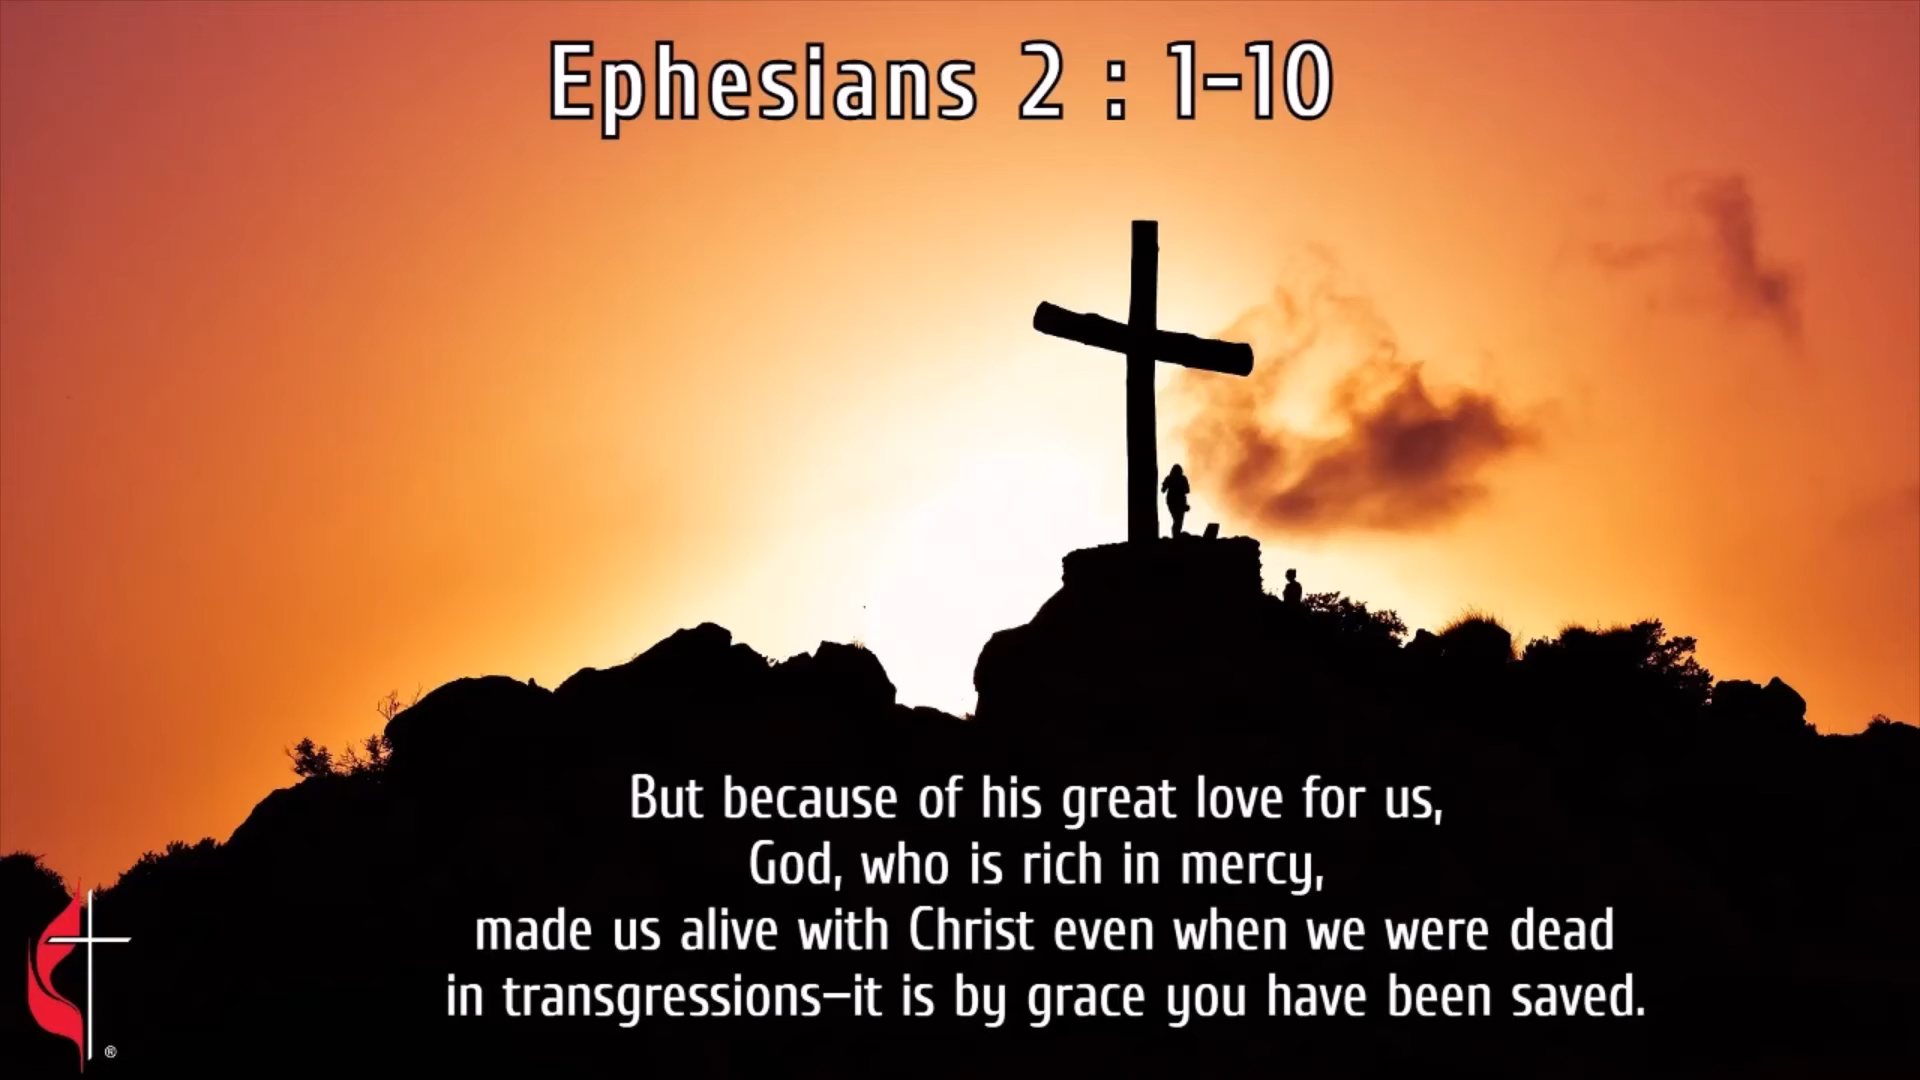 Ephesians 2 : 1-10
But because of his great love for us,
God, who is rich in mercy,
made us alive with Christ even when we were dead
in transgressions—it is by grace you have been saved.
®